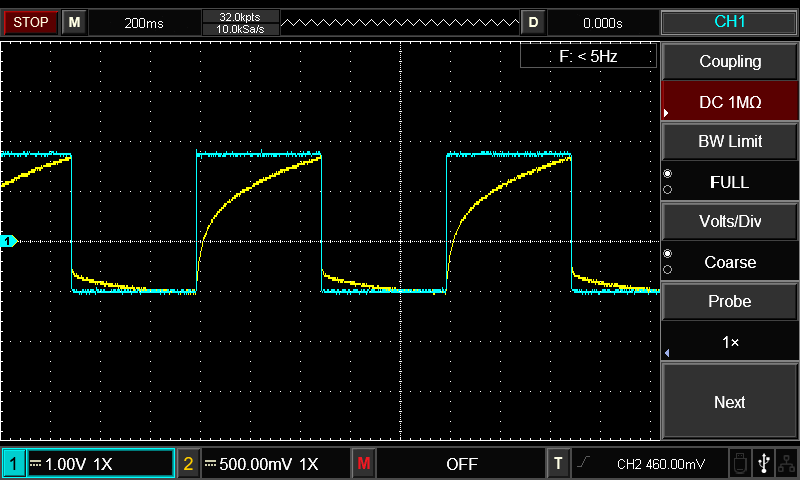 STOP
M
200ms
32.0kpts
10.0kSa/s
D
0.000s
CH1
F: < 5Hz
Coupling
DC 1MΩ
BW Limit
FULL
Volts/Div
Coarse
Probe
1×
Next
1
1 1.00V 1X
2 500.00mV 1X
M OFF
T CH2 460.00mV